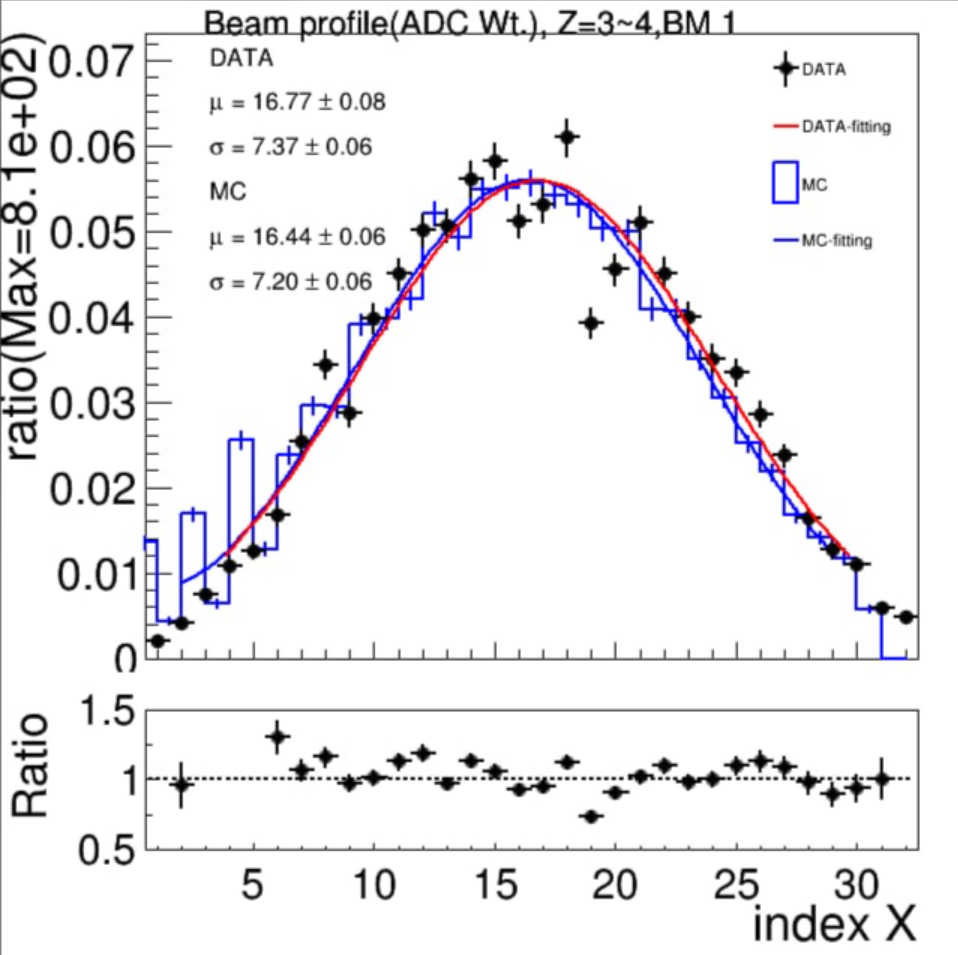 Beam profile(ADC Wt.), Z=3~4,BM 1
ratio(Max=8.1e+02)
0.07
0.06
0.05
0.04
0.03
0.02
0.01
0
DATA
μ = 16.77 ± 0.08
σ = 7.37 ± 0.06
MC
μ = 16.44 ± 0.06
σ = 7.20 ± 0.06
DATA
DATA-fitting
MC
MC-fitting
Ratio
1.5
1
0.5
5 10 15 20 25 30
index X